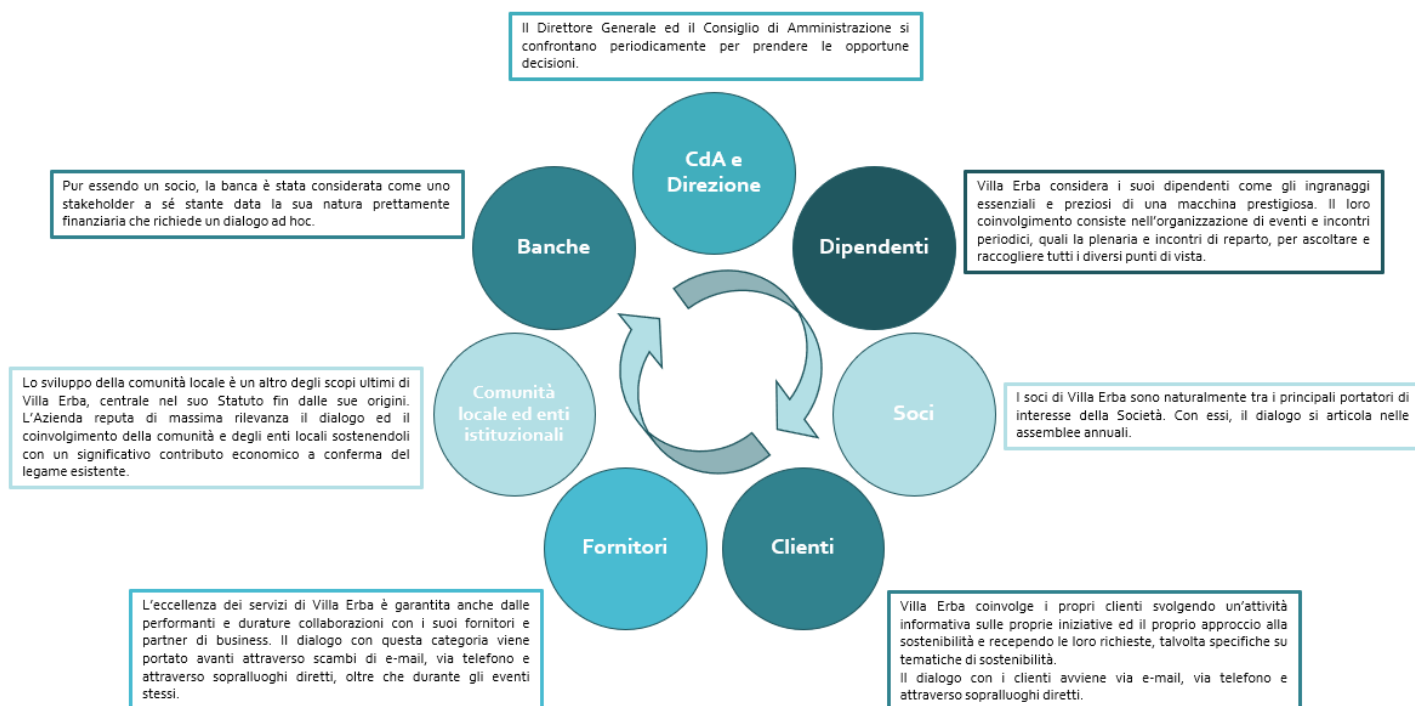 Il Direttore Generale ed il Consiglio di Amministrazione si
confrontano periodicamente per prendere le opportune
decisioni.
CdA e
Direzione
Pur essendo un socio, la banca è stata considerata come uno
stakeholder a sé stante data la sua natura prettamente
finanziaria che richiede un dialogo ad hoc.
Banche
Dipendenti
Villa Erba considera i suoi dipendenti come gli ingranaggi
essenziali e preziosi di una macchina prestigiosa. Il loro
coinvolgimento consiste nell’organizzazione di eventi e incontri
periodici, quali la plenaria e incontri di reparto, per ascoltare e
raccogliere tutti i diversi punti di vista.
Lo sviluppo della comunità locale è un altro degli scopi ultimi di
Villa Erba, centrale nel suo Statuto fin dalle sue origini.
L’Azienda reputa di massima rilevanza il dialogo ed il
coinvolgimento della comunità e degli enti locali sostenendoli
con un significativo contributo economico a conferma del
legame esistente.
Comunità
locale ed enti
istituzionali
Soci
I soci di Villa Erba sono naturalmente tra i principali portatori di
interesse della Società. Con essi, il dialogo si articola nelle
assemblee annuali.
Fornitori
Clienti
L’eccellenza dei servizi di Villa Erba è garantita anche dalle
performanti e durature collaborazioni con i suoi fornitori e
partner di business. Il dialogo con questa categoria viene
portato avanti attraverso scambi di e-mail, via telefono e
attraverso sopralluoghi diretti, oltre che durante gli eventi
stessi.
Villa Erba coinvolge i propri clienti svolgendo un’attività
informativa sulle proprie iniziative ed il proprio approccio alla
sostenibilità e recependo le loro richieste, talvolta specifiche su
tematiche di sostenibilità.
Il dialogo con i clienti avviene via e-mail, via telefono e
attraverso sopralluoghi diretti.